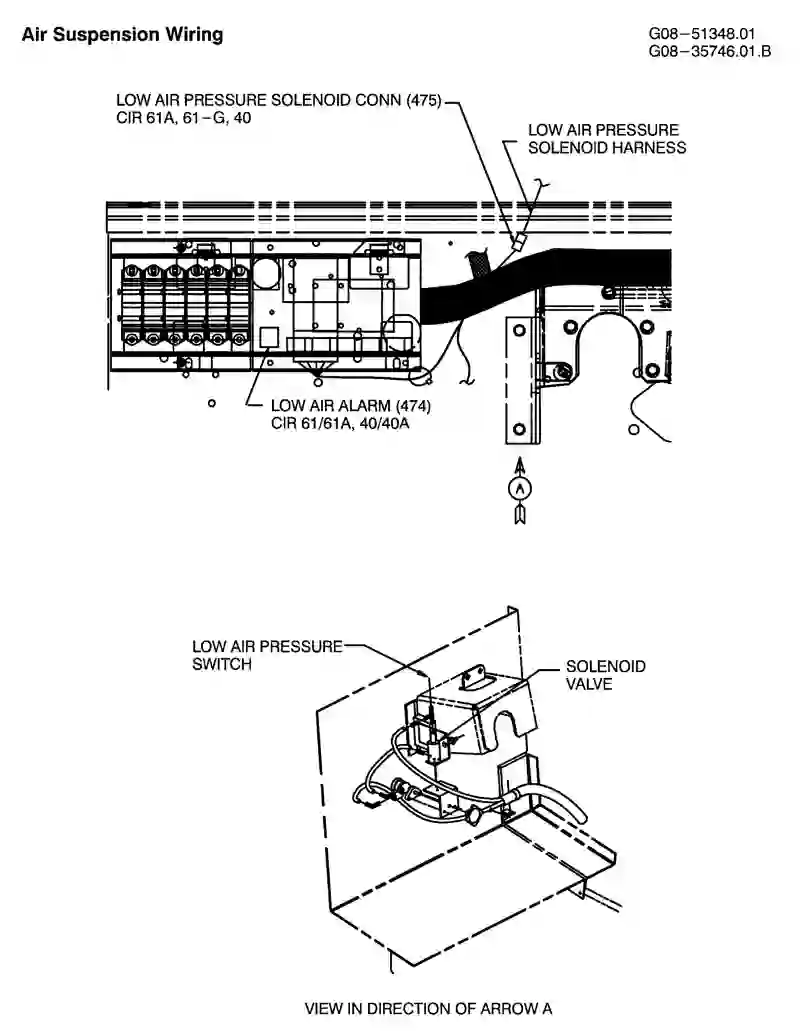 Air Suspension Wiring
G08-51348.01
G08-35746.01.B
LOW AIR PRESSURE SOLENOID CONN (475)
CIR 61A, 61-G, 40
LOW AIR PRESSURE
SOLENOID HARNESS
LOW AIR ALARM (474)
CIR 61/61A, 40/40A
A
LOW AIR PRESSURE
SWITCH
SOLENOID
VALVE
VIEW IN DIRECTION OF ARROW A